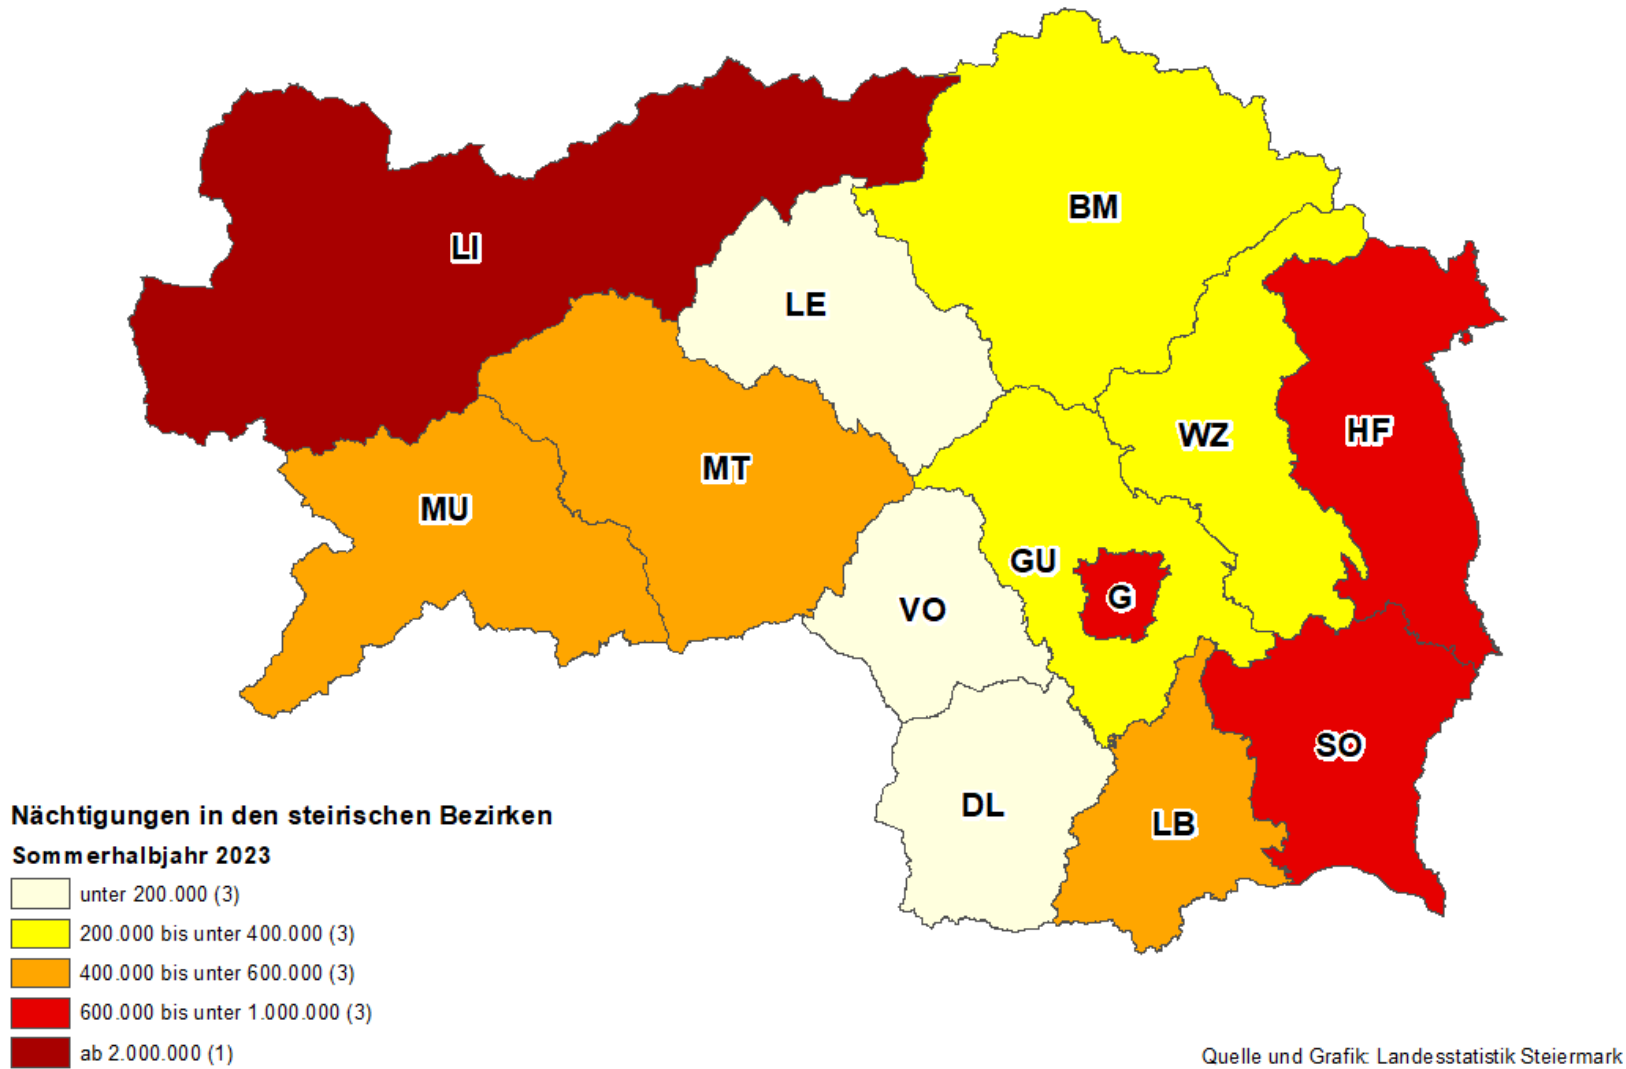 BM
LI
LE
WZ
HF
MT
MU
GU
G
VO
SO
DL
LB
Nächtigungen in den steirischen Bezirken
Sommerhalbjahr 2023
unter 200.000 (3)
200.000 bis unter 400.000 (3)
400.000 bis unter 600.000 (3)
600.000 bis unter 1.000.000 (3)
ab 2.000.000 (1)
Quelle und Grafik: Landesstatistik Steiermark